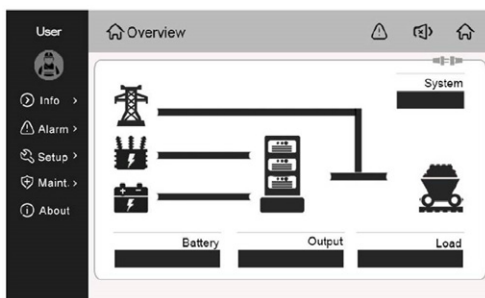 User
Overview
Info
Alarm
Setup
Maint.
About
System
Battery
Output
Load